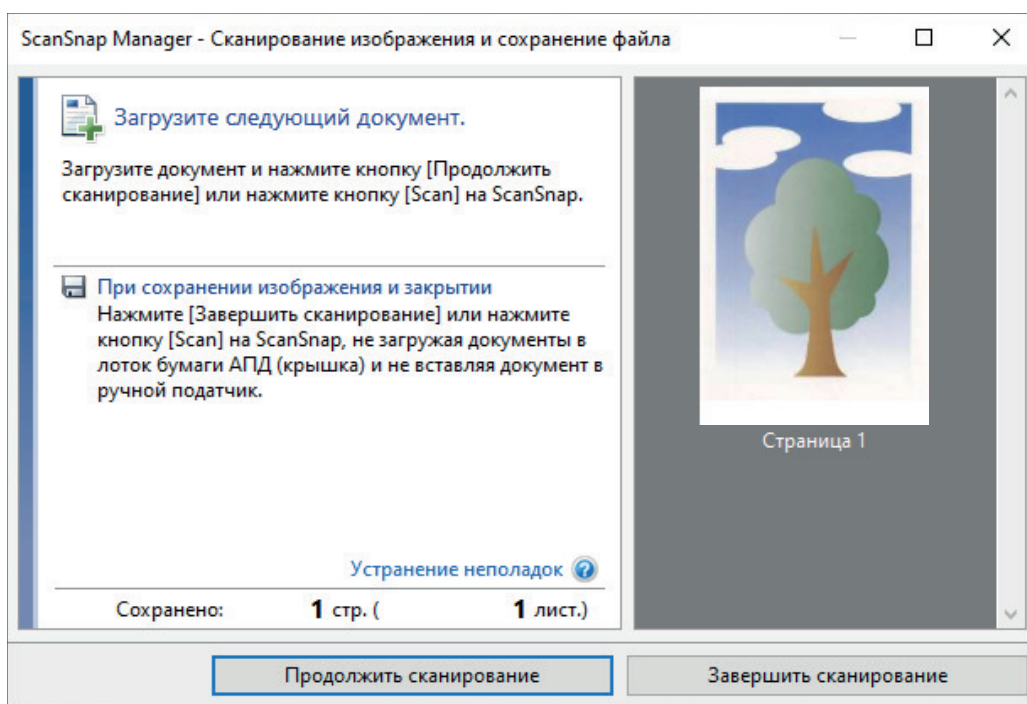 ScanSnap Manager - Сканирование изображения и сохранение файла
Загрузите следующий документ.
Загрузите документ и нажмите кнопку [Продолжить
сканирование] или нажмите кнопку [Scan] на ScanSnap.
При сохранении изображения и закрытии
Нажмите [Завершить сканирование] или нажмите
кнопку [Scan] на ScanSnap, не загружая документы в
лоток бумаги АПД (крышка) и не вставляя документ в
ручной податчик.
Устранение неполадок
Сохранено: 1 стр. ( 1 лист.)
Страница 1
Продолжить сканирование
Завершить сканирование